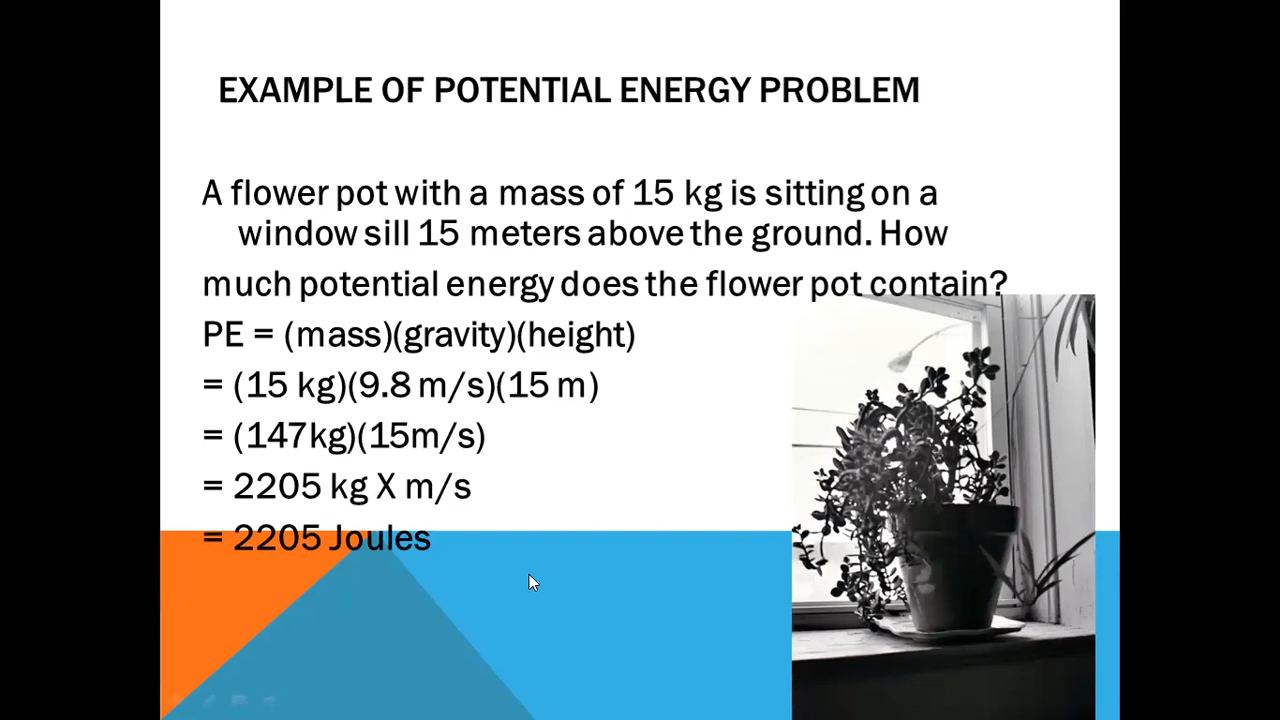 EXAMPLE OF POTENTIAL ENERGY PROBLEM
A flower pot with a mass of 15 kg is sitting on a
window sill 15 meters above the ground. How
much potential energy does the flower pot contain?
PE = (mass)(gravity)(height)
= (15 kg)(9.8 m/s)(15 m)
= (147kg)(15m/s)
= 2205 kg X m/s
= 2205 Joules